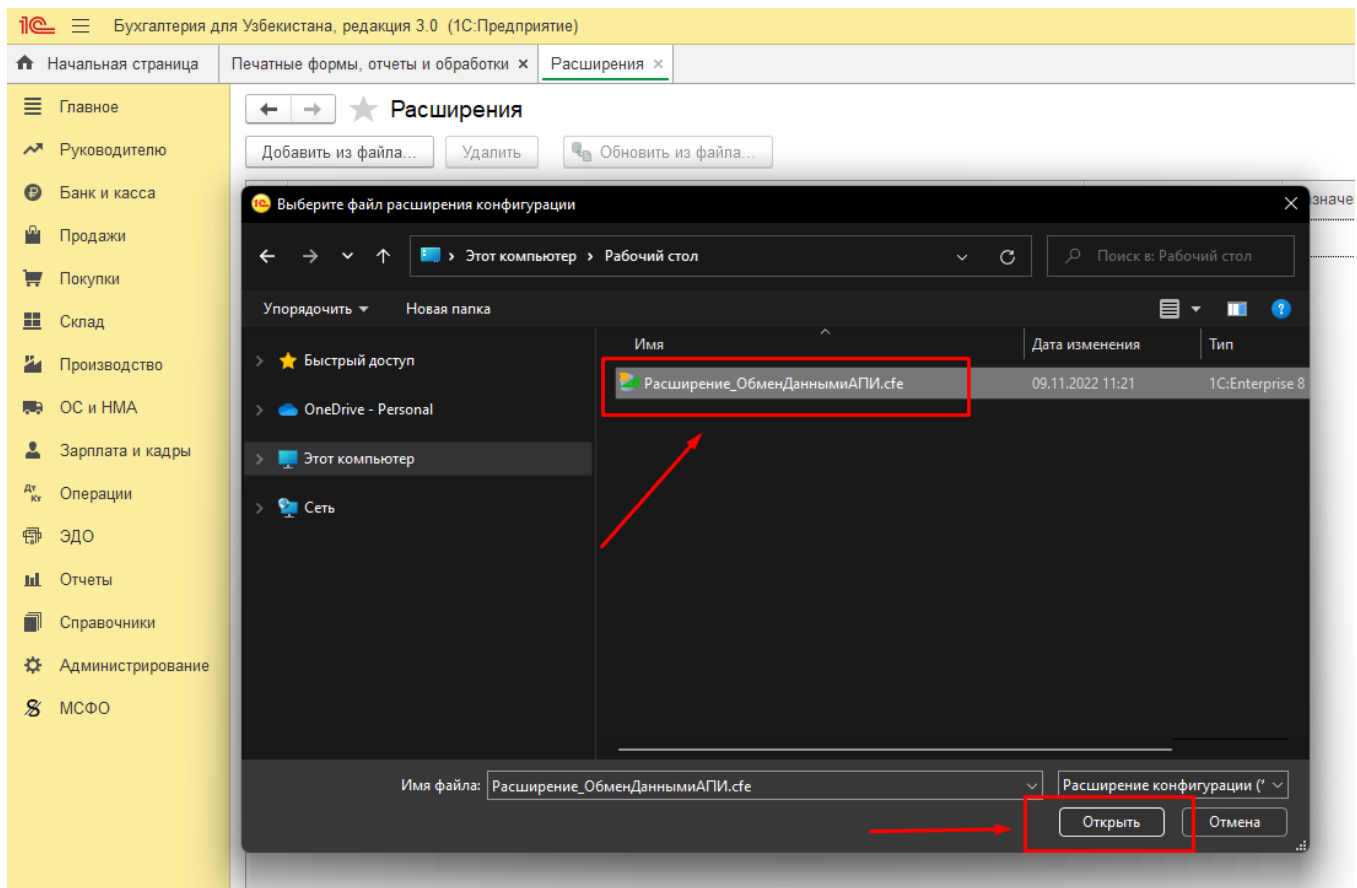 1С Бухгалтерия для Узбекистана, редакция 3.0 (1С:Предприятие)
Начальная страница
Печатные формы, отчеты и обработки ×
Расширения ×
Главное
Руководителю
Банк и касса
Продажи
Покупки
Склад
Производство
ОС и НМА
Зарплата и кадры
Дт Кт Операции
ЭДО
Отчеты
Справочники
Администрирование
МСФО
Расширения
Добавить из файла...
Удалить
Обновить из файла...
Выберите файл расширения конфигурации
Этот компьютер › Рабочий стол
Поиск в: Рабочий стол
Упорядочить
Новая папка
Быстрый доступ
OneDrive - Personal
Этот компьютер
Сеть
Имя
Дата изменения
Тип
Расширение_ОбменДаннымиАПИ.cfe
09.11.2022 11:21
1C:Enterprise 8
Имя файла:
Расширение_ОбменДаннымиАПИ.cfe
Расширение конфигурации (*
Открыть
Отмена